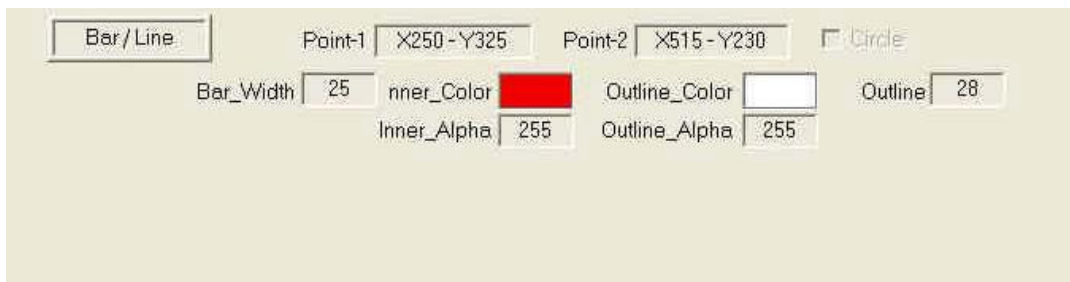 Bar/Line Point-1 X250-Y325 Point-2 X515-Y230 Circle
Bar_Width 25 nner_Color Outline_Color Outline 28
Inner_Alpha 255 Outline_Alpha 255